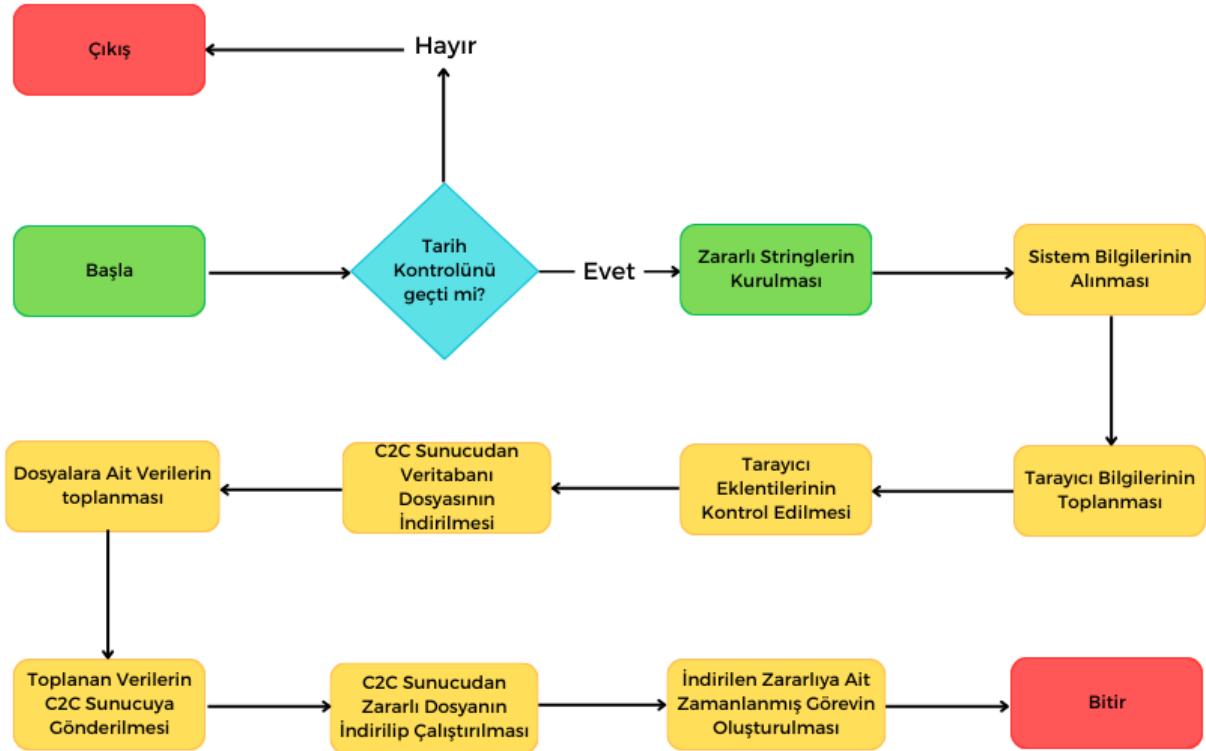 Çıkış
Hayır
Başla
Tarih
Kontrolünü
geçti mi?
Evet
Zararlı Stringlerin
Kurulması
Sistem Bilgilerinin
Alınması
Dosyalara Ait Verilerin
toplanması
C2C Sunucudan
Veritabanı
Dosyasının
İndirilmesi
Tarayıcı
Eklentilerinin
Kontrol Edilmesi
Tarayıcı Bilgilerinin
Toplanması
Toplanan Verilerin
C2C Sunucuya
Gönderilmesi
C2C Sunucudan
Zararlı Dosyanın
İndirilip Çalıştırılması
İndirilen Zararlıya Ait
Zamanlanmış Görevin
Oluşturulması
Bitir